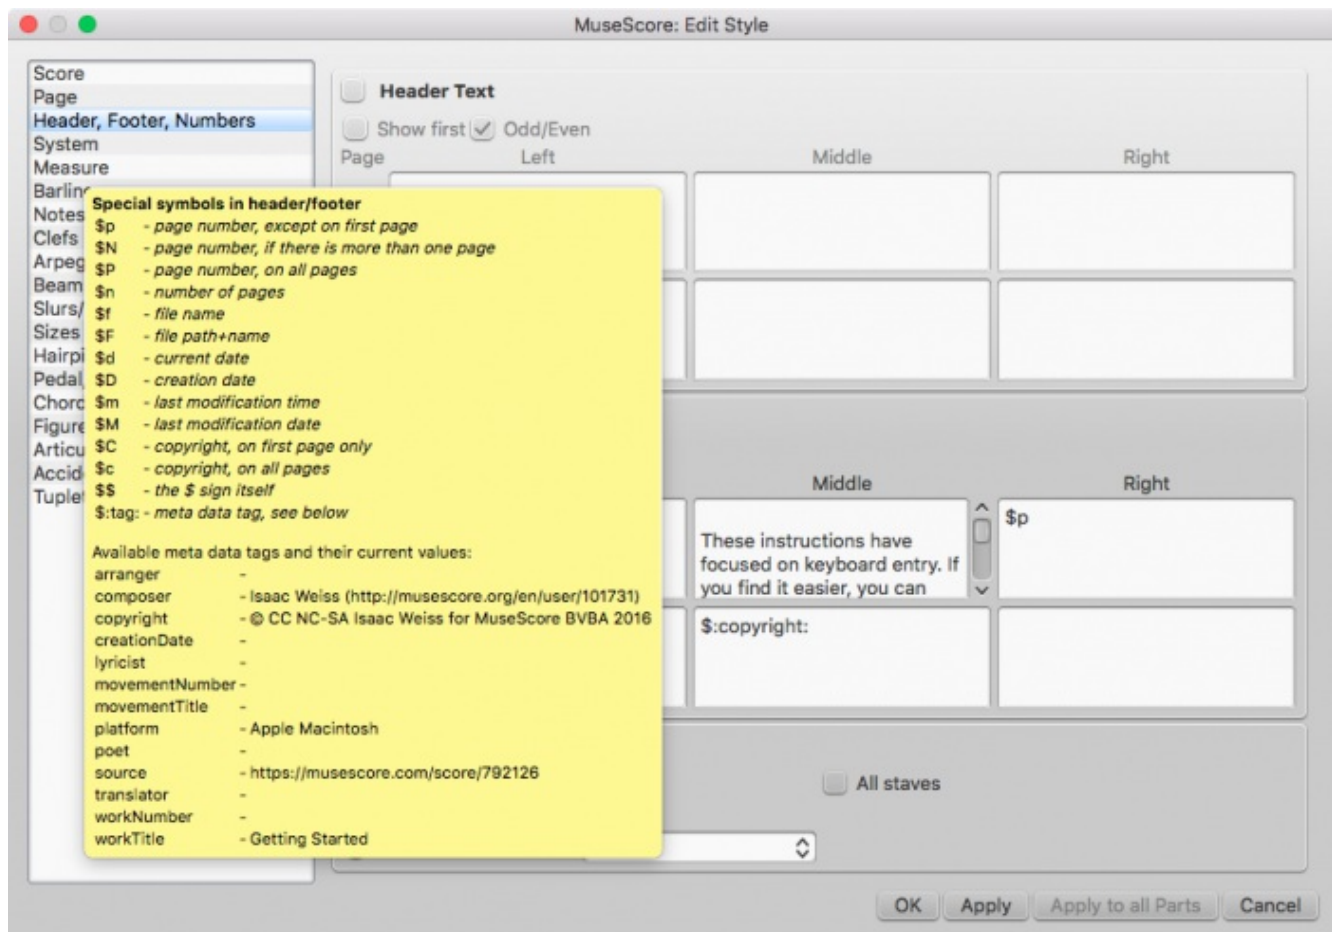 MuseScore: Edit Style
Score
Page
Header, Footer, Numbers
System
Measure
Notes
Clefs
Beam
Slurs/
Sizes
Header Text
Show first Odd/Even
Page Left Middle Right
Special symbols in header/footer
$p - page number, except on first page
$N - page number, if there is more than one page
$P - page number, on all pages
$n - number of pages
$f - file name
$F - file path+name
$d - current date
$D - creation date
$m - last modification time
$M - last modification date
$C - copyright, on first page only
$c - copyright, on all pages
$$ - the $ sign itself
$:tag: - meta data tag, see below
Available meta data tags and their current values:
arranger -
composer - Isaac Weiss (http://musescore.org/en/user/101731)
copyright - © CC NC-SA Isaac Weiss for MuseScore BVBA 2016
creationDate -
lyricist -
movementNumber -
movementTitle -
platform - Apple Macintosh
poet -
source - https://musescore.com/score/792126
translator -
workNumber -
workTitle - Getting Started
Middle Right
These instructions have
focused on keyboard entry. If
you find it easier, you can
$p
$:copyright:
All staves
OK Apply Apply to all Parts Cancel